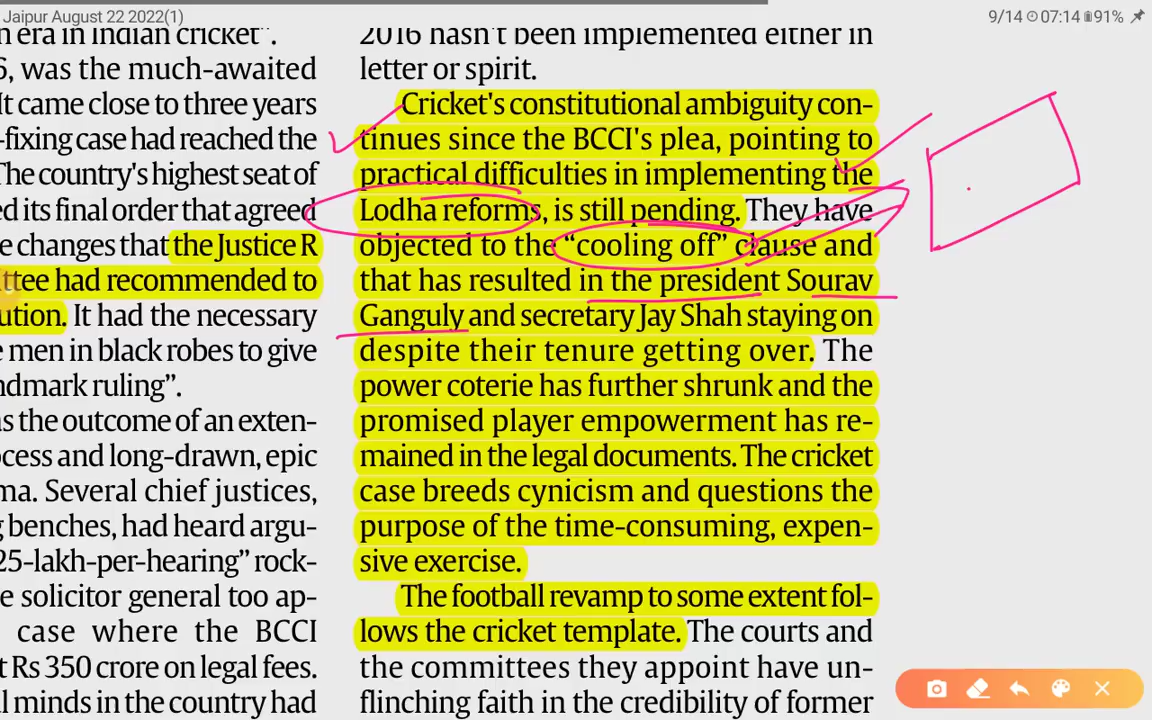 Jaipur August 22 2022(1)
9/14 07:14 91%
n era in Indian cricket".
6, was the much-awaited
It came close to three years
-fixing case had reached the
The country's highest seat of
ed its final order that agreed
e changes that the Justice R
ttee had recommended to
ution. It had the necessary
e men in black robes to give
ndmark ruling”.
as the outcome of an exten-
ocess and long-drawn, epic
ma. Several chief justices,
g benches, had heard argu-
25-lakh-per-hearing” rock-
e solicitor general too ap-
case where the BCCI
t Rs 350 crore on legal fees.
l minds in the country had
2016 hasn't been implemented either in
letter or spirit.
Cricket's constitutional ambiguity con-
tinues since the BCCI's plea, pointing to
practical difficulties in implementing the
Lodha reforms, is still pending. They have
objected to the “cooling off” clause and
that has resulted in the president Sourav
Ganguly and secretary Jay Shah staying on
despite their tenure getting over. The
power coterie has further shrunk and the
promised player empowerment has re-
mained in the legal documents. The cricket
case breeds cynicism and questions the
purpose of the time-consuming, expen-
sive exercise.
The football revamp to some extent fol-
lows the cricket template. The courts and
the committees they appoint have un-
flinching faith in the credibility of former